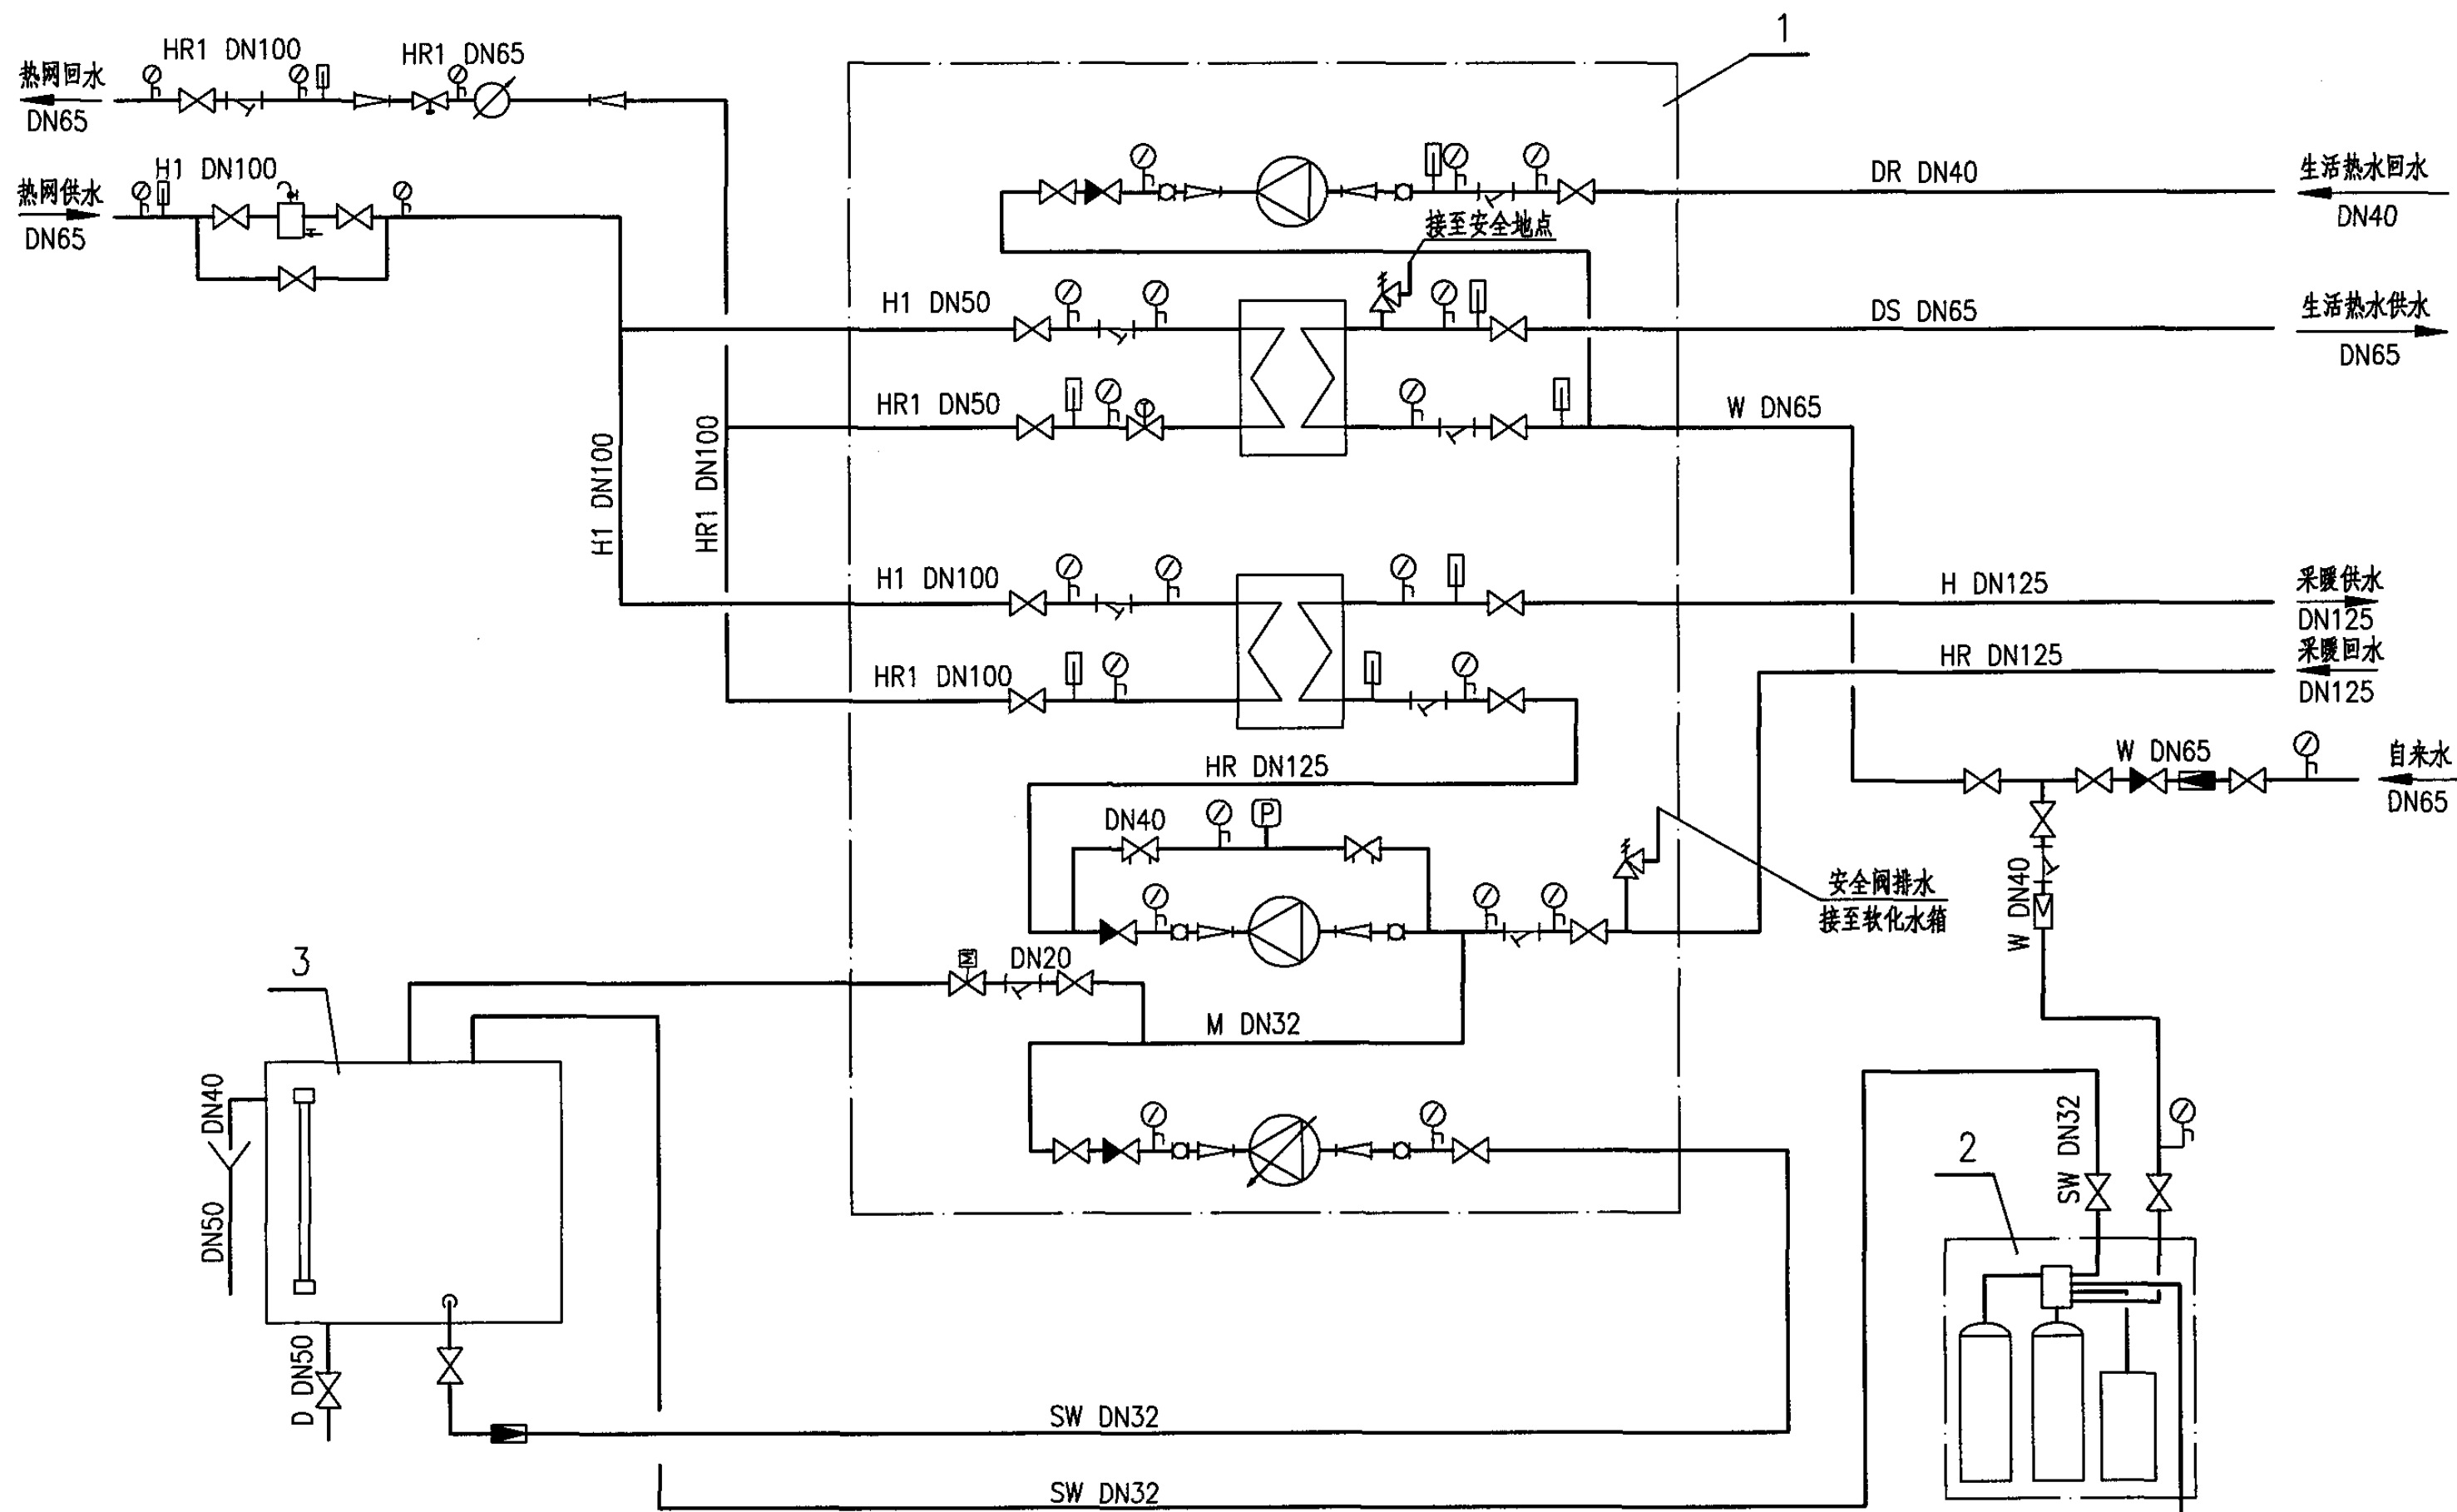 1
HR1 DN100
HR1 DN65
热网回水
DN65
H1 DN100
热网供水
DN65
DR DN40
生活热水回水
DN40
接至安全地点
H1 DN50
DS DN65
生活热水供水
DN65
HR1 DN50
W DN65
H1 DN100
HR1 DN100
H1 DN100
H DN125
采暖供水
DN125
HR1 DN100
HR DN125
采暖回水
DN125
HR DN125
W DN65
自来水
DN65
DN40
P
W DN40
安全阀排水
接至软化水箱
3
M
DN20
M DN32
DN40
SW DN32
2
DN50
D DN50
SW DN32
SW DN32